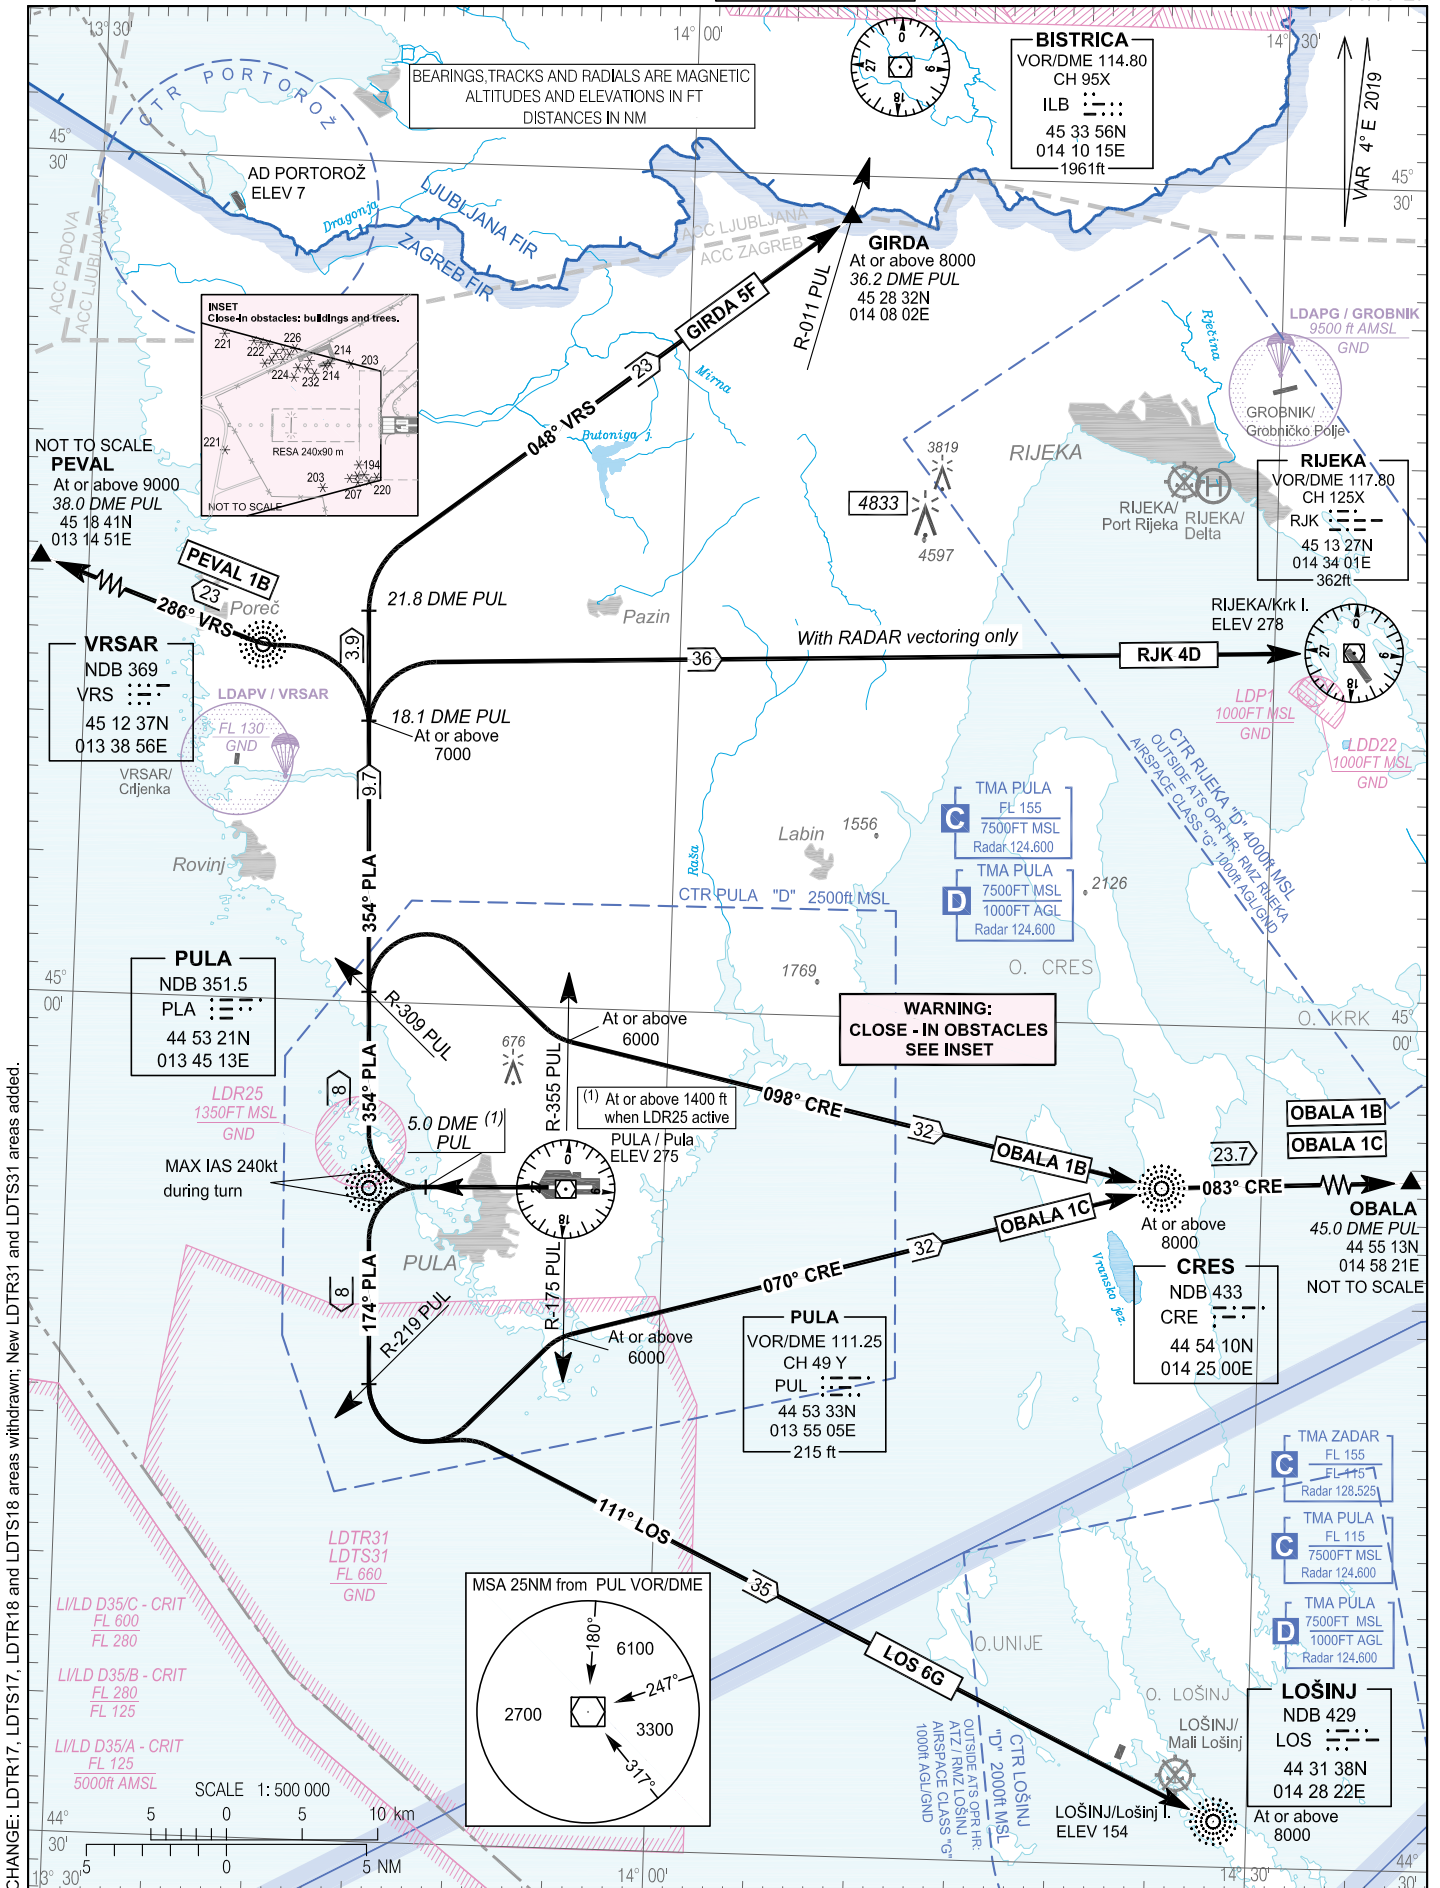 13° 30'
14° 00'
14° 30'
BEARINGS,TRACKS AND RADIALS ARE MAGNETIC
ALTITUDES AND ELEVATIONS IN FT
DISTANCES IN NM
BISTRICA
VOR/DME 114.80
CH 95X
ILB
45 33 56N
014 10 15E
1961ft
VAR 4° E 2019
CTR PORTOROŽ
45°
30'
45°
30'
AD PORTOROŽ
ELEV 7
Dragonja
LJUBLJANA FIR
ZAGREB FIR
ACC LJUBLJANA
ACC ZAGREB
ACC PADOVA
ACC LJUBLJANA
GIRDA
At or above 8000
36.2 DME PUL
45 28 32N
014 08 02E
R-011 PUL
GIRDA 5F
23
048° VRS
Mirna
Butoniga j.
INSET
Close-in obstacles: buildings and trees.
221
222
226
214
203
224
232
214
221
RESA 240x90 m
194
203
207
220
NOT TO SCALE
Rječina
LDAPG / GROBNIK
9500 ft AMSL
GND
GROBNIK/
Grobničko Polje
RIJEKA
3819
4833
4597
RIJEKA/
Port Rijeka
RIJEKA/
Delta
RIJEKA
VOR/DME 117.80
CH 125X
RJK
45 13 27N
014 34 01E
362ft
NOT TO SCALE
PEVAL
At or above 9000
38.0 DME PUL
45 18 41N
013 14 51E
PEVAL 1B
23
286° VRS
Poreč
21.8 DME PUL
3.9
Pazin
With RADAR vectoring only
36
RJK 4D
RIJEKA/Krk I.
ELEV 278
VRSAR
NDB 369
VRS
45 12 37N
013 38 56E
LDAPV / VRSAR
FL 130
GND
VRSAR/
Crljenka
18.1 DME PUL
At or above
7000
9.7
354° PLA
LDP1
1000FT MSL
GND
LDD22
1000FT MSL
GND
CTR RIJEKA "D" 4000ft MSL
OUTSIDE ATS OPR HR: RMZ RIJEKA
AIRSPACE CLASS "G" 1000ft AGL/GND
Rovinj
Labin
1556
Raša
C
TMA PULA
FL 155
7500FT MSL
Radar 124.600
D
TMA PULA
7500FT MSL
1000FT AGL
Radar 124.600
2126
CTR PULA "D" 2500ft MSL
PULA
NDB 351.5
PLA
44 53 21N
013 45 13E
45°
00'
1769
O. CRES
O. KRK
45°
00'
WARNING:
CLOSE - IN OBSTACLES
SEE INSET
R-309 PUL
At or above
6000
676
R-355 PUL
354° PLA
8
LDR25
1350FT MSL
GND
5.0 DME (1)
PUL
(1) At or above 1400 ft
when LDR25 active
PULA / Pula
ELEV 275
098° CRE
32
OBALA 1B
OBALA 1B
OBALA 1C
23.7
083° CRE
OBALA
45.0 DME PUL
44 55 13N
014 58 21E
NOT TO SCALE
MAX IAS 240kt
during turn
PULA
OBALA 1C
32
070° CRE
At or above
8000
CRES
NDB 433
CRE
44 54 10N
014 25 00E
Vransko jez.
8
174° PLA
R-219 PUL
R-175 PUL
At or above
6000
PULA
VOR/DME 111.25
CH 49 Y
PUL
44 53 33N
013 55 05E
215 ft
C
TMA ZADAR
FL 155
FL 115
Radar 128.525
C
TMA PULA
FL 115
7500FT MSL
Radar 124.600
D
TMA PULA
7500FT MSL
1000FT AGL
Radar 124.600
111° LOS
35
LOS 6G
LDTR31
LDTS31
FL 660
GND
LI/LD D35/C - CRIT
FL 600
FL 280
LI/LD D35/B - CRIT
FL 280
FL 125
LI/LD D35/A - CRIT
FL 125
5000ft AMSL
MSA 25NM from PUL VOR/DME
180°
6100
247°
2700
3300
317°
O.UNIJE
O. LOŠINJ
LOŠINJ/
Mali Lošinj
LOŠINJ
NDB 429
LOS
44 31 38N
014 28 22E
At or above
8000
LOŠINJ/Lošinj I.
ELEV 154
CTR LOŠINJ
"D" 2000ft MSL
OUTSIDE ATS OPR HR:
ATZ / RMZ LOŠINJ
AIRSPACE CLASS "G"
1000ft AGL/GND
SCALE 1: 500 000
5 0 5 10 km
5 0 5 NM
44°
30'
13° 30'
14° 00'
14° 30'
44°
30'
CHANGE: LDTR17, LDTS17, LDTR18 and LDTS18 areas withdrawn; New LDTR31 and LDTS31 areas added.